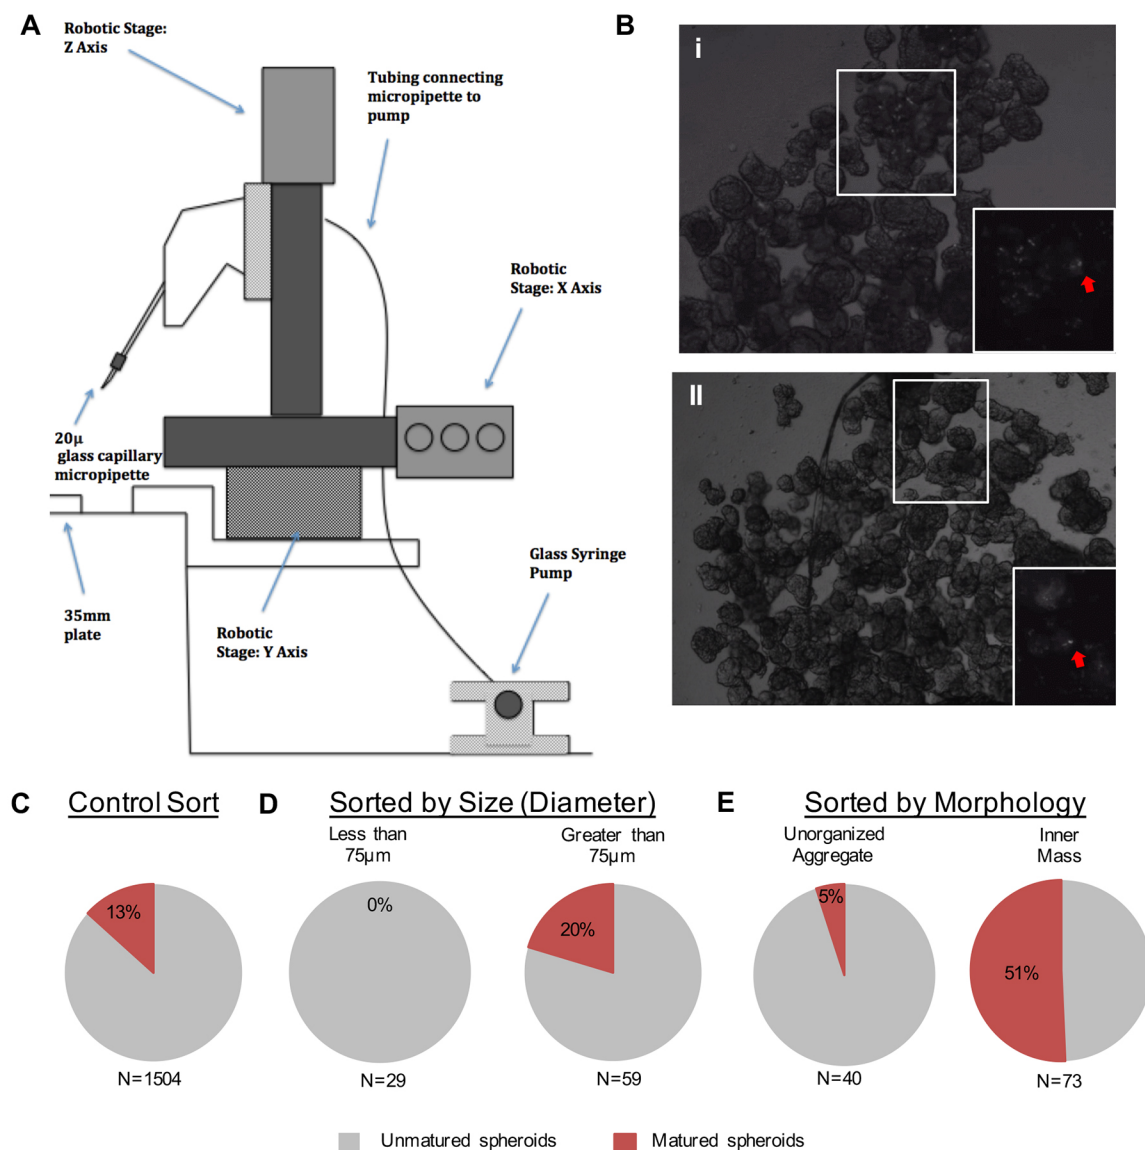 A
Robotic Stage:
Z Axis
Tubing connecting
micropipette to
pump
Robotic
Stage: X Axis
20µ
glass capillary
micropipette
35mm
plate
Robotic
Stage: Y Axis
Glass Syringe
Pump
B
i
II
C
Control Sort
13%
N=1504
D
Sorted by Size (Diameter)
Less than
75µm
0%
N=29
Greater than
75µm
20%
N=59
E
Sorted by Morphology
Unorganized
Aggregate
5%
N=40
Inner
Mass
51%
N=73
Unmatured spheroids
Matured spheroids